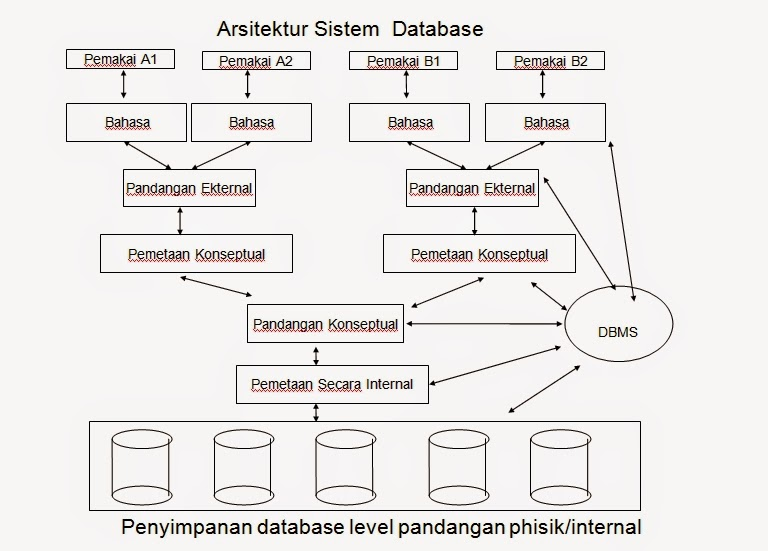 Arsitektur Sistem Database
Pemakai A1
Pemakai A2
Pemakai B1
Pemakai B2
Bahasa
Bahasa
Bahasa
Bahasa
Pandangan Ekternal
Pandangan Ekternal
Pemetaan Konseptual
Pemetaan Konseptual
Pandangan Konseptual
DBMS
Pemetaan Secara Internal
Penyimpanan database level pandangan phisik/internal